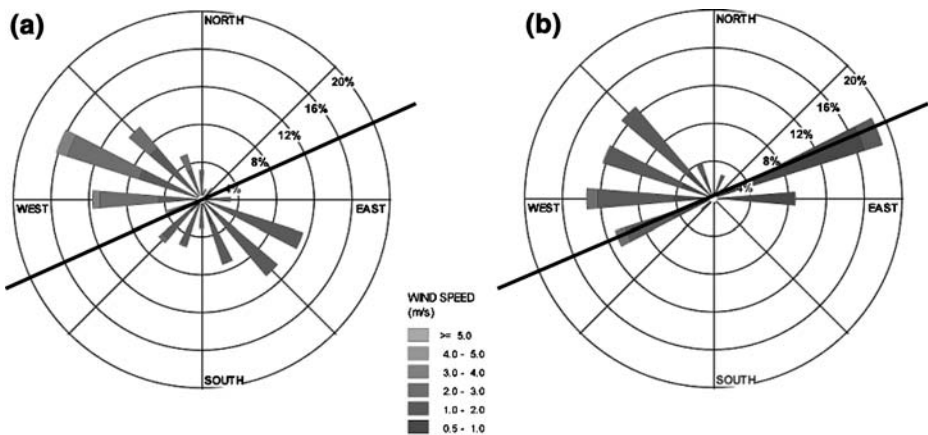 (a)
NORTH
20%
16%
12%
8%
4%
WEST
EAST
SOUTH
(b)
NORTH
20%
16%
12%
8%
4%
WEST
EAST
SOUTH
WIND SPEED
(m/s)
>= 5.0
4.0 - 5.0
3.0 - 4.0
2.0 - 3.0
1.0 - 2.0
0.5 - 1.0